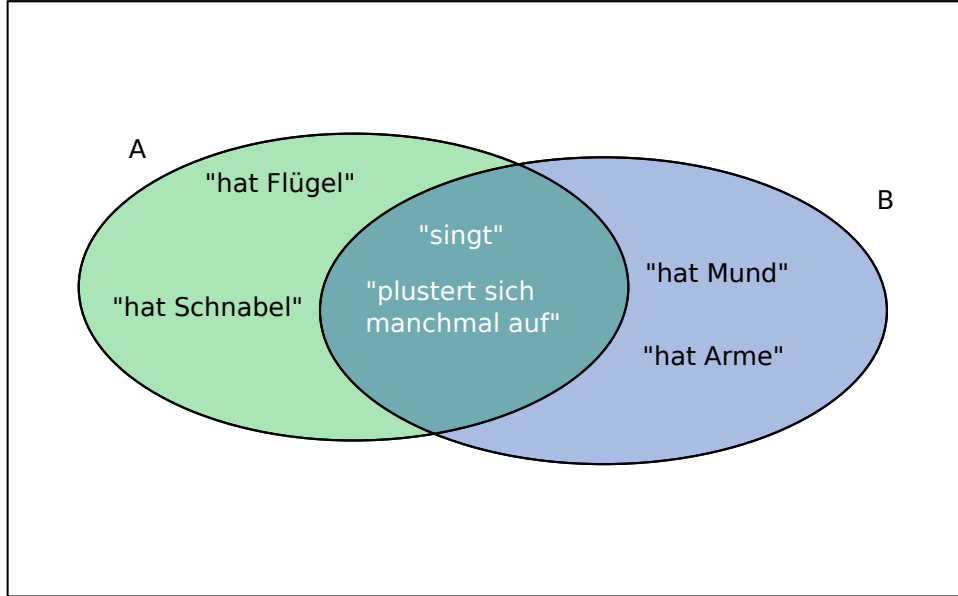 A
"hat Flügel"
B
"singt"
"hat Mund"
"plustert sich
manchmal auf"
"hat Schnabel"
"hat Arme"